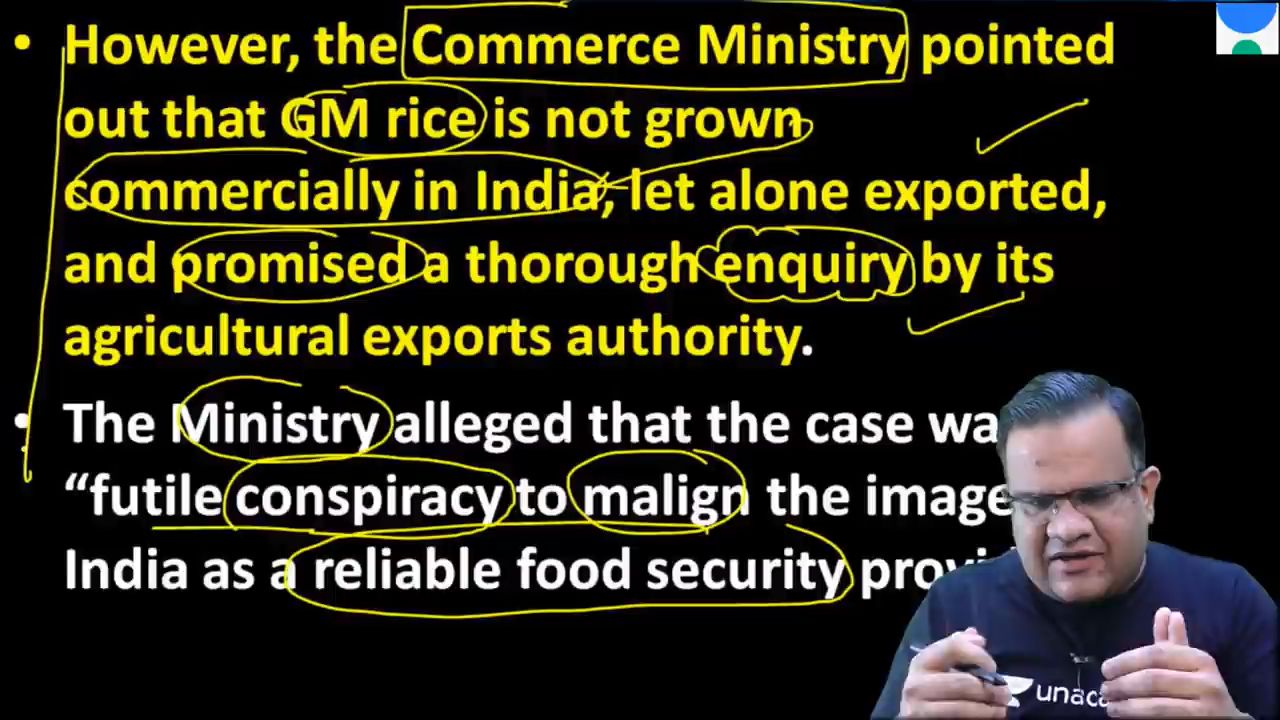 • However, the Commerce Ministry pointed
out that GM rice is not grown
commercially in India, let alone exported,
and promised a thorough enquiry by its
agricultural exports authority.
• The Ministry alleged that the case wa
“futile conspiracy to malign the image
India as a reliable food security provi
unaca